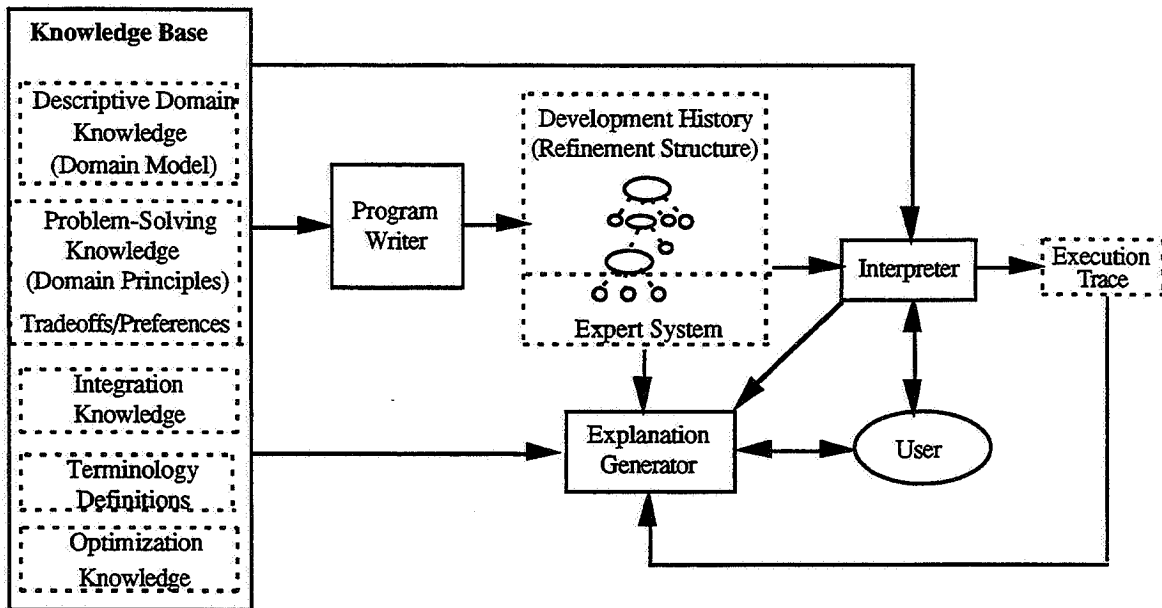 Knowledge Base
Descriptive Domain
Knowledge
(Domain Model)
Problem-Solving
Knowledge
(Domain Principles)
Tradeoffs/Preferences
Integration
Knowledge
Terminology
Definitions
Optimization
Knowledge
Program
Writer
Development History
(Refinement Structure)
Expert System
Interpreter
Execution
Trace
Explanation
Generator
User